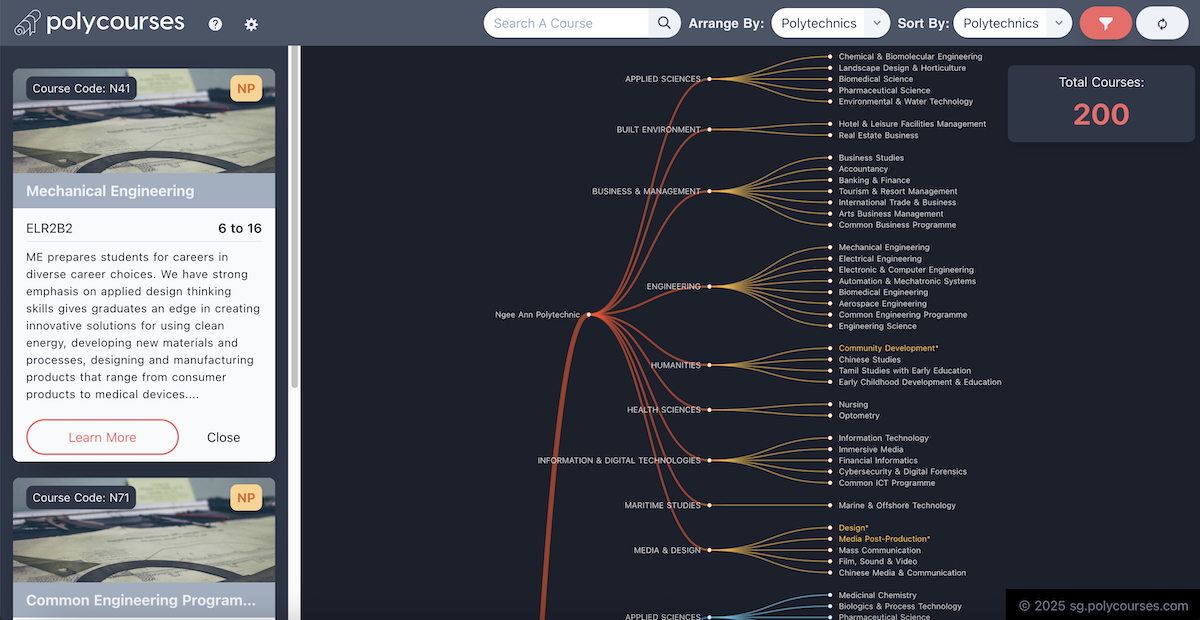 polycourses
?
Search A Course
Arrange By:
Polytechnics
Sort By:
Polytechnics
Course Code: N41
NP
Mechanical Engineering
ELR2B2
6 to 16
ME prepares students for careers in
diverse career choices. We have strong
emphasis on applied design thinking
skills gives graduates an edge in creating
innovative solutions for using clean
energy, developing new materials and
processes, designing and manufacturing
products that range from consumer
products to medical devices....
Learn More
Close
Course Code: N71
NP
Common Engineering Program...
Ngee Ann Polytechnic
APPLIED SCIENCES
Chemical & Biomolecular Engineering
Landscape Design & Horticulture
Biomedical Science
Pharmaceutical Science
Environmental & Water Technology
BUILT ENVIRONMENT
Hotel & Leisure Facilities Management
Real Estate Business
BUSINESS & MANAGEMENT
Business Studies
Accountancy
Banking & Finance
Tourism & Resort Management
International Trade & Business
Arts Business Management
Common Business Programme
ENGINEERING
Mechanical Engineering
Electrical Engineering
Electronic & Computer Engineering
Automation & Mechatronic Systems
Biomedical Engineering
Aerospace Engineering
Common Engineering Programme
Engineering Science
HUMANITIES
Community Development*
Chinese Studies
Tamil Studies with Early Education
Early Childhood Development & Education
HEALTH SCIENCES
Nursing
Optometry
INFORMATION & DIGITAL TECHNOLOGIES
Information Technology
Immersive Media
Financial Informatics
Cybersecurity & Digital Forensics
Common ICT Programme
MARITIME STUDIES
Marine & Offshore Technology
MEDIA & DESIGN
Design*
Media Post-Production*
Mass Communication
Film, Sound & Video
Chinese Media & Communication
APPLIED SCIENCES
Medicinal Chemistry
Biologics & Process Technology
Pharmaceutical Science
Total Courses:
200
© 2025 sg.polycourses.com